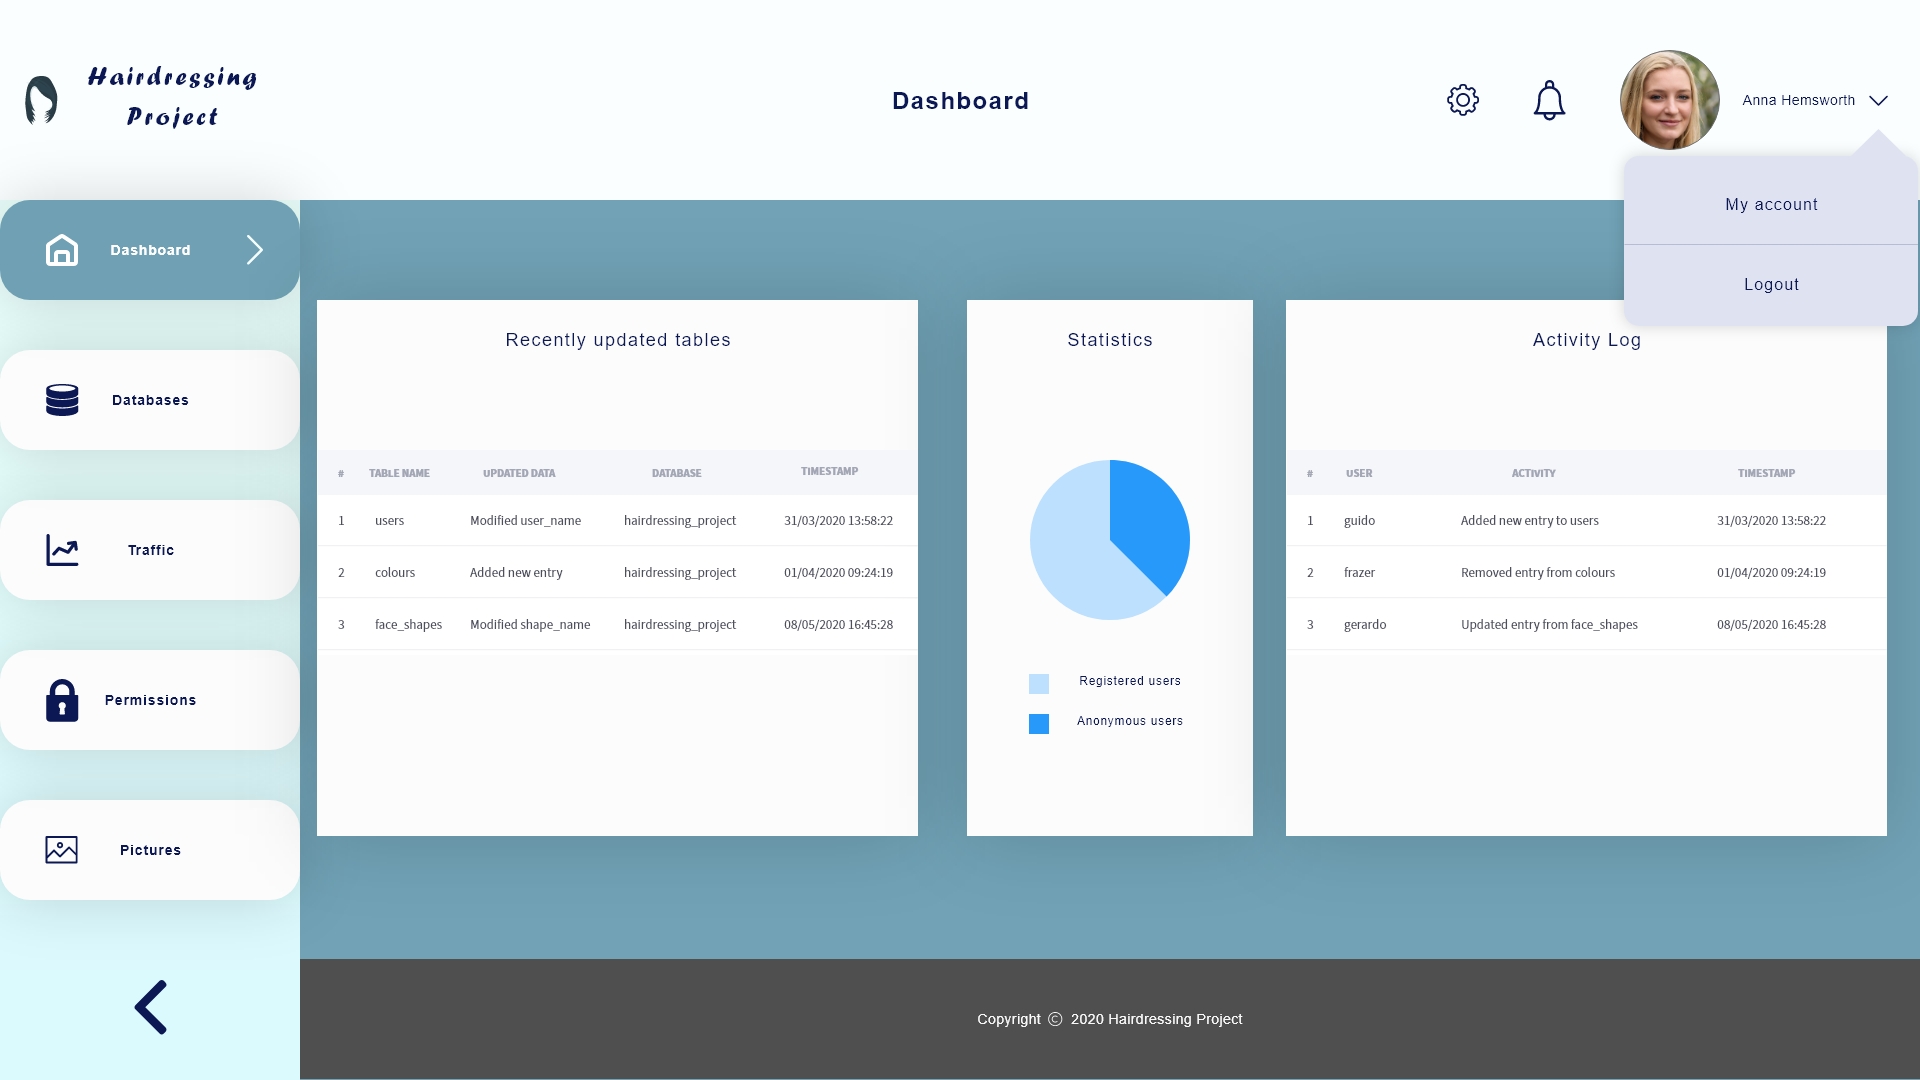 Hairdressing
Project
Dashboard
Anna Hemsworth
My account
Logout
Dashboard
Databases
Traffic
Permissions
Pictures
Recently updated tables
# TABLE NAME UPDATED DATA DATABASE TIMESTAMP
1 users Modified user_name hairdressing_project 31/03/2020 13:58:22
2 colours Added new entry hairdressing_project 01/04/2020 09:24:19
3 face_shapes Modified shape_name hairdressing_project 08/05/2020 16:45:28
Statistics
Registered users
Anonymous users
Activity Log
# USER ACTIVITY TIMESTAMP
1 guido Added new entry to users 31/03/2020 13:58:22
2 frazer Removed entry from colours 01/04/2020 09:24:19
3 gerardo Updated entry from face_shapes 08/05/2020 16:45:28
Copyright © 2020 Hairdressing Project